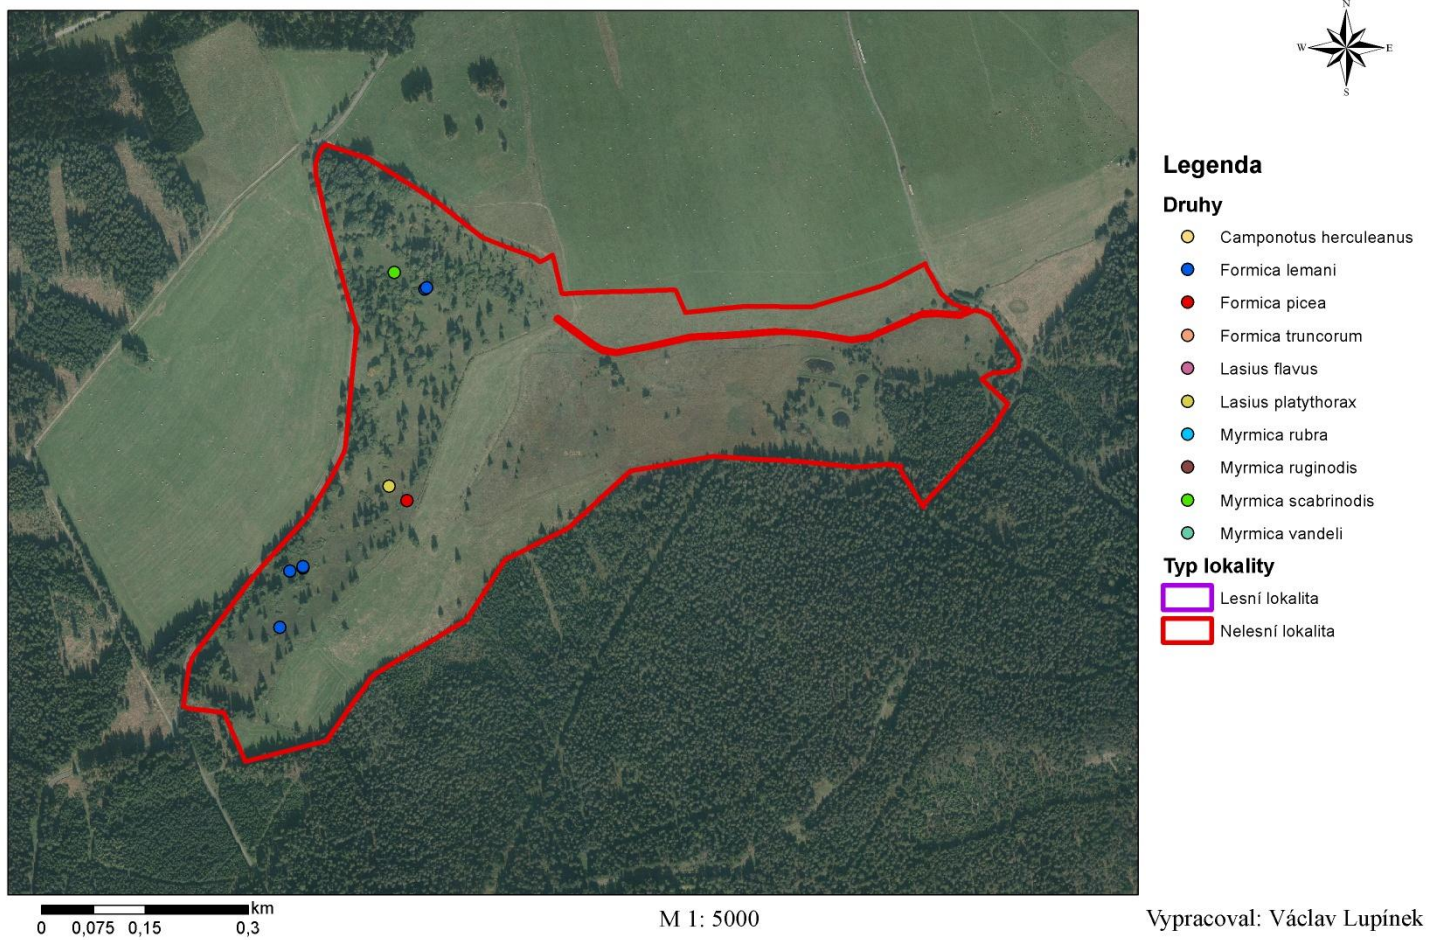 N
W E
S
Legenda
Druhy
Camponotus herculeanus
Formica lemani
Formica picea
Formica truncorum
Lasius flavus
Lasius platythorax
Myrmica rubra
Myrmica ruginodis
Myrmica scabrinodis
Myrmica vandeli
Typ lokality
Lesní lokalita
Nelesní lokalita
km
0 0,075 0,15 0,3
M 1: 5000
Vypracoval: Václav Lupínek